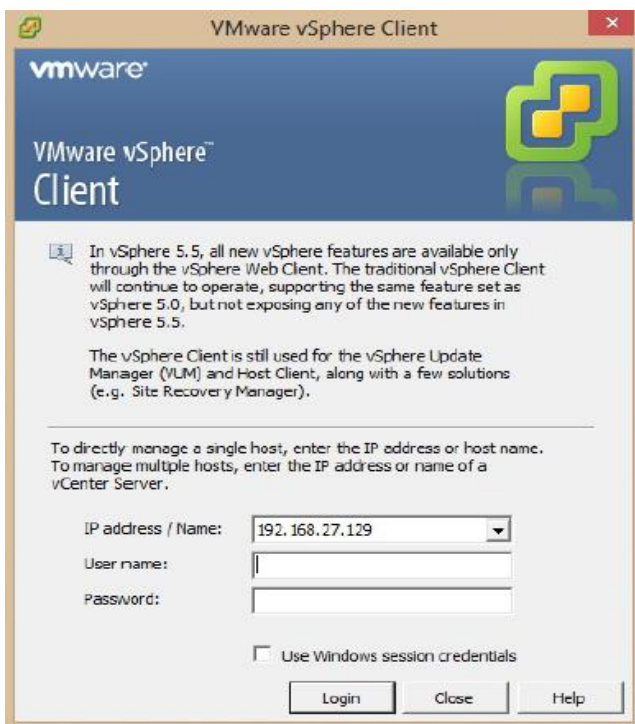 VMware vSphere Client
vmware®
VMware vSphere™
Client
In vSphere 5.5, all new vSphere features are available only
through the vSphere Web Client. The traditional vSphere Client
will continue to operate, supporting the same feature set as
vSphere 5.0, but not exposing any of the new features in
vSphere 5.5.
The vSphere Client is still used for the vSphere Update
Manager (VUM) and Host Client, along with a few solutions
(e.g. Site Recovery Manager).
To directly manage a single host, enter the IP address or host name.
To manage multiple hosts, enter the IP address or name of a
vCenter Server.
IP address / Name: 192.168.27.129
User name:
Password:
Use Windows session credentials
Login Close Help